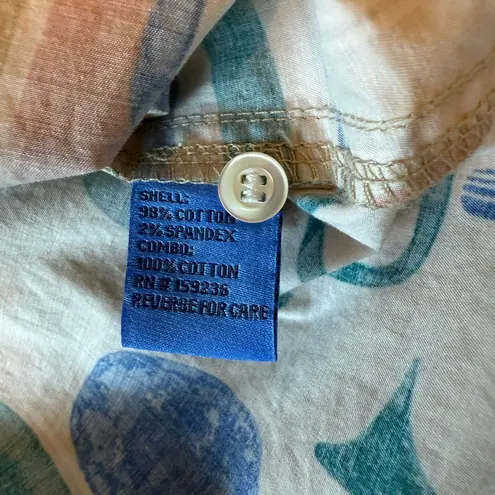 SHELL:
98% COTTON
2% SPANDEX
COMBO:
100% COTTON
RN # 159236
REVERSE FOR CARE